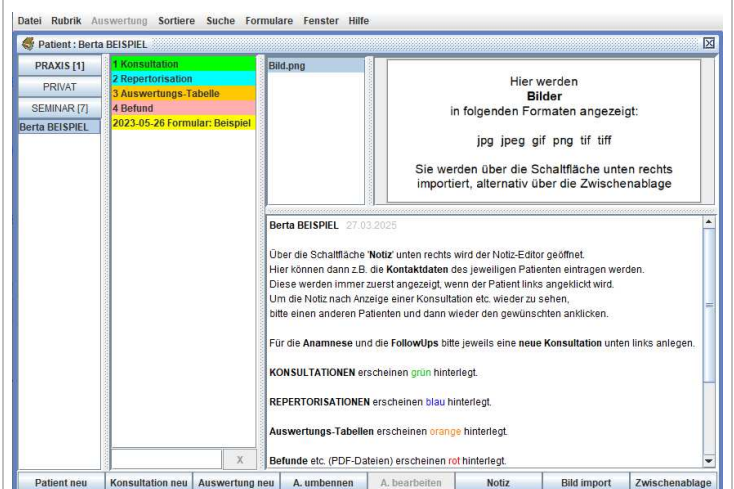 Datei Rubrik Auswertung Sortiere Suche Formulare Fenster Hilfe
Patient : Berta BEISPIEL
PRAXIS [1]
PRIVAT
SEMINAR [7]
Berta BEISPIEL
1 Konsultation
2 Repertorisation
3 Auswertungs-Tabelle
4 Befund
2023-05-26 Formular: Beispiel
X
Bild.png
Hier werden
Bilder
in folgenden Formaten angezeigt:
jpg jpeg gif png tif tiff
Sie werden über die Schaltfläche unten rechts
importiert, alternativ über die Zwischenablage
Berta BEISPIEL 27.03.2025
Über die Schaltfläche 'Notiz' unten rechts wird der Notiz-Editor geöffnet.
Hier können dann z.B. die Kontaktdaten des jeweiligen Patienten eintragen werden.
Diese werden immer zuerst angezeigt, wenn der Patient links angeklickt wird.
Um die Notiz nach Anzeige einer Konsultation etc. wieder zu sehen,
bitte einen anderen Patienten und dann wieder den gewünschten anklicken.
Für die Anamnese und die FollowUps bitte jeweils eine neue Konsultation unten links anlegen.
KONSULTATIONEN erscheinen grün hinterlegt.
REPERTORISATIONEN erscheinen blau hinterlegt.
Auswertungs-Tabellen erscheinen orange hinterlegt.
Befunde etc. (PDF-Dateien) erscheinen rot hinterlegt.
Patient neu Konsultation neu Auswertung neu A. umbennen A. bearbeiten Notiz Bild import Zwischenablage